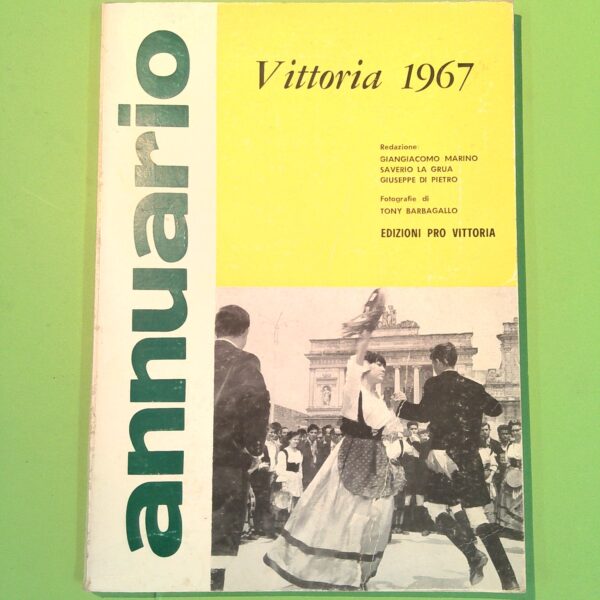 annuario
Vittoria 1967
Redazione:
GIANGIACOMO MARINO
SAVERIO LA GRUA
GIUSEPPE DI PIETRO
Fotografie di
TONY BARBAGALLO
EDIZIONI PRO VITTORIA